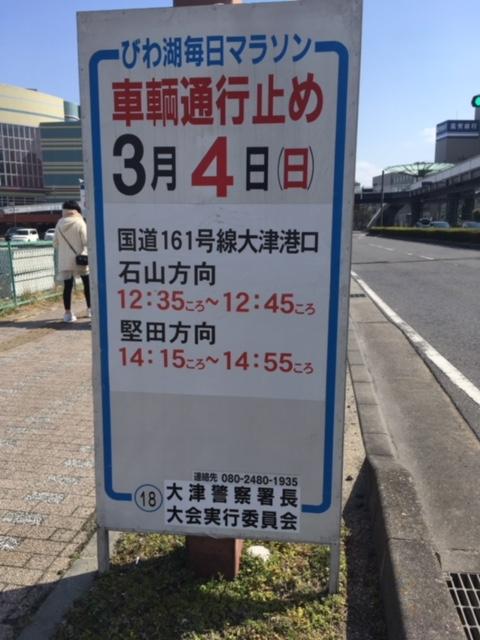 びわ湖毎日マラソン
車輌通行止め
3月4日(日)
国道161号線大津港口
石山方向
12:35ころ~12:45ころ
堅田方向
14:15ころ~14:55ころ
連絡先 080-2480-1935
18 大津警察署長
大会実行委員会
滋賀銀行